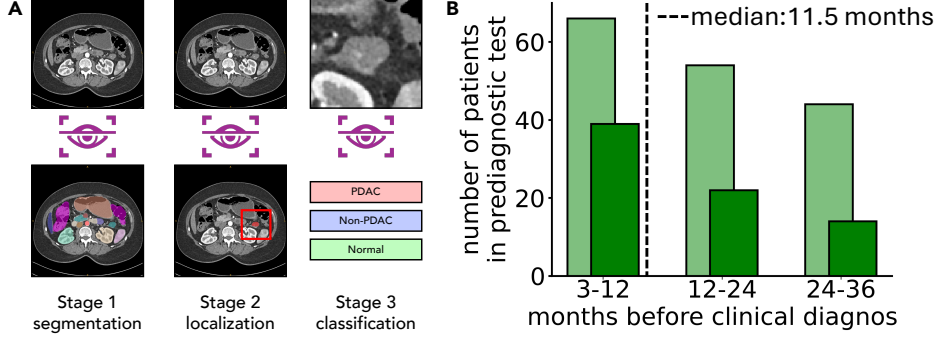 A
PDAC
Non-PDAC
Normal
Stage 1
segmentation
Stage 2
localization
Stage 3
classification
B
number of patients
in prediagnostic test
60
40
20
0
median:11.5 months
3-12
12-24
24-36
months before clinical diagnos